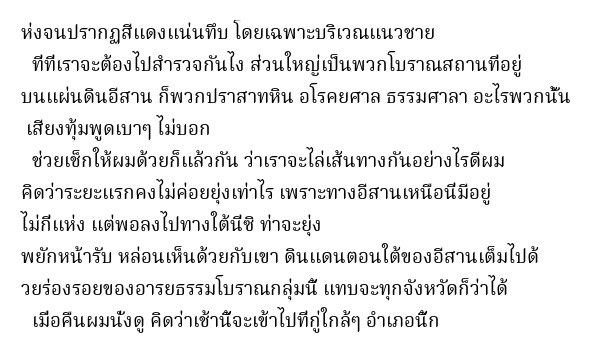 ห่งจนปรากฏสีแดงแน่นทึบ โดยเฉพาะบริเวณแนวชาย
ที่ที่เราจะต้องไปสำรวจกันไง ส่วนใหญ่เป็นพวกโบราณสถานที่อยู่
บนแผ่นดินอีสาน ก็พวกปราสาทหิน อโรคยศาล ธรรมศาลา อะไรพวกนั้น
เสียงทุ้มพูดเบาๆ ไม่บอก
ช่วยเช็กให้ผมด้วยก็แล้วกัน ว่าเราจะไล่เส้นทางกันอย่างไรดีผม
คิดว่าระยะแรกคงไม่ค่อยยุ่งเท่าไร เพราะทางอีสานเหนือนี่มีอยู่
ไม่กี่แห่ง แต่พอลงไปทางใต้นี่ซิ ท่าจะยุ่ง
พยักหน้ารับ หล่อนเห็นด้วยกับเขา ดินแดนตอนใต้ของอีสานเต็มไปด้
วยร่องรอยของอารยธรรมโบราณกลุ่มนี้ แทบจะทุกจังหวัดก็ว่าได้
เมื่อคืนผมนั่งดู คิดว่าเช้านี้จะเข้าไปที่กู่ใกล้ๆ อำเภอนี้ก